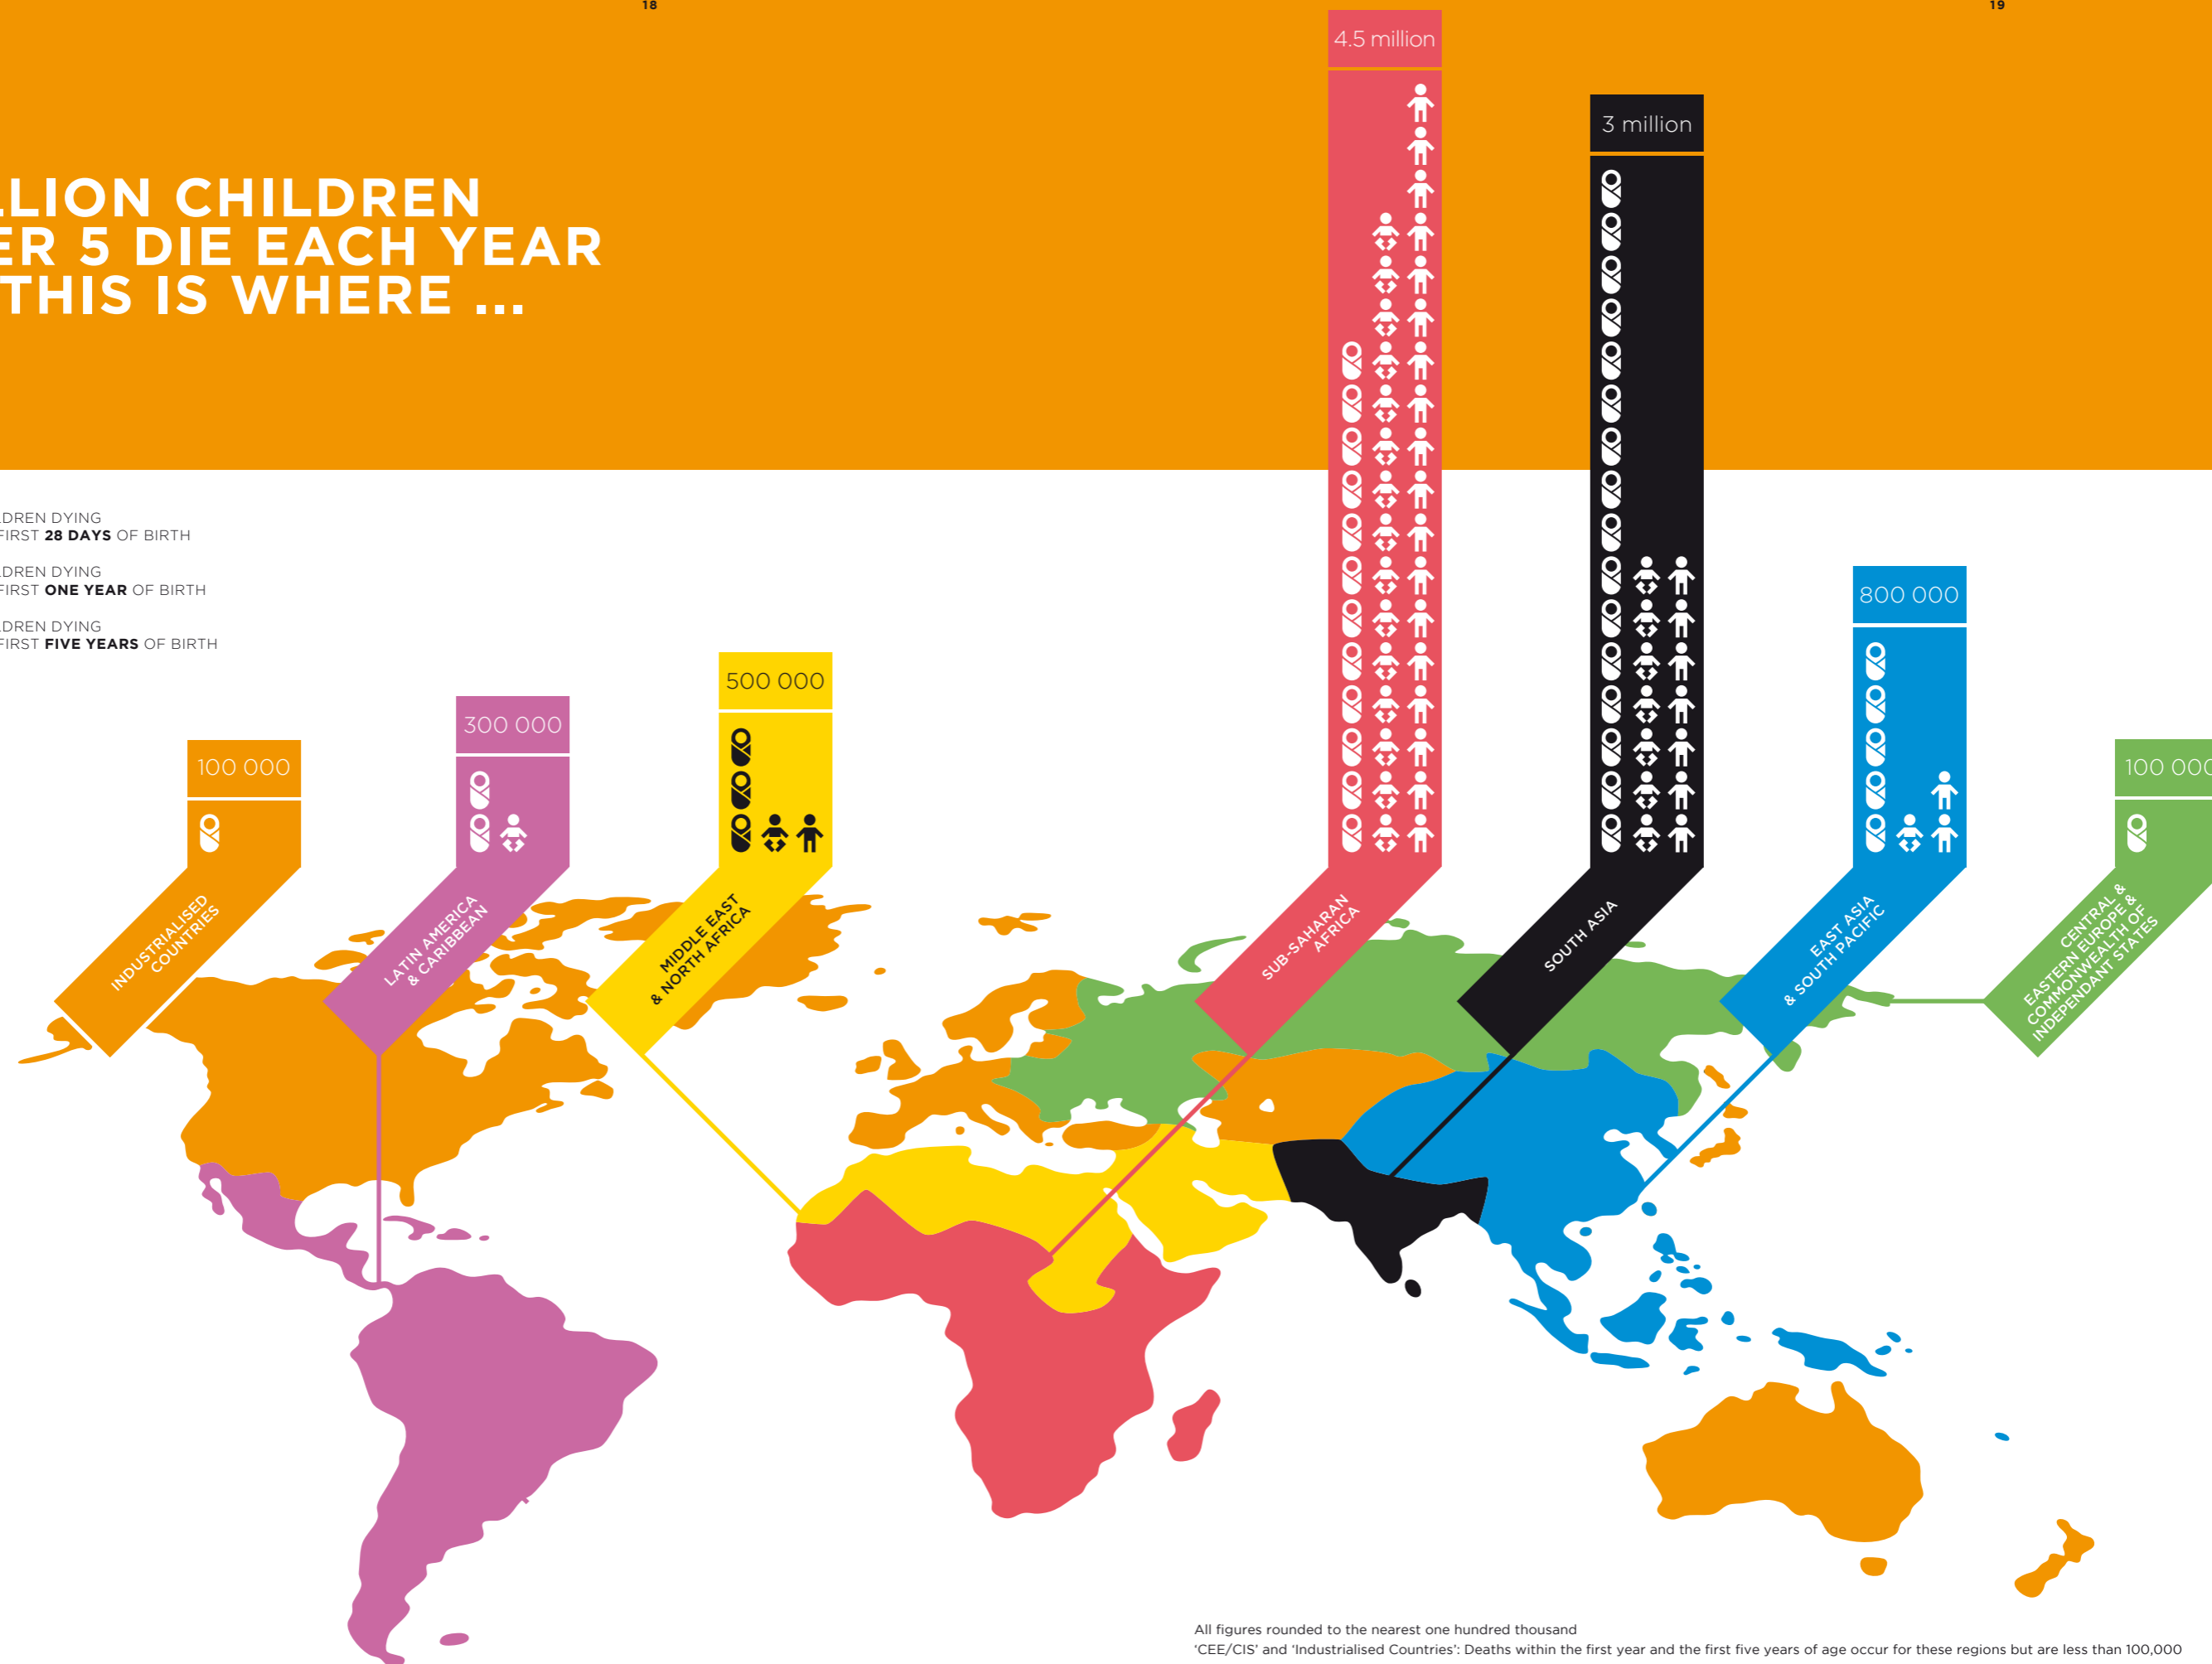 18
19
LLION CHILDREN
ER 5 DIE EACH YEAR
THIS IS WHERE ...
LDREN DYING
FIRST 28 DAYS OF BIRTH
LDREN DYING
FIRST ONE YEAR OF BIRTH
LDREN DYING
FIRST FIVE YEARS OF BIRTH
100 000
INDUSTRIALISED
COUNTRIES
300 000
LATIN AMERICA
& CARIBBEAN
500 000
MIDDLE EAST
& NORTH AFRICA
4.5 million
SUB-SAHARAN
AFRICA
3 million
SOUTH ASIA
800 000
EAST ASIA
& SOUTH PACIFIC
100 000
CENTRAL &
EASTERN EUROPE &
COMMONWEALTH OF
INDEPENDANT STATES
All figures rounded to the nearest one hundred thousand
‘CEE/CIS’ and ‘Industrialised Countries’: Deaths within the first year and the first five years of age occur for these regions but are less than 100,000